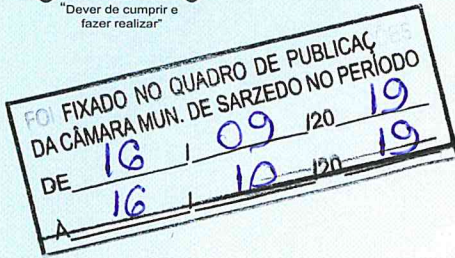 "Dever de cumprir e
fazer realizar"
FOI FIXADO NO QUADRO DE PUBLICAÇÕES
DA CÂMARA MUN. DE SARZEDO NO PERÍODO
DE 16 / 09 /20 19
A 16 / 10 /20 19